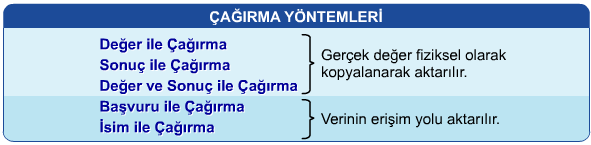 ÇAĞIRMA YÖNTEMLERİ
Değer ile Çağırma
Sonuç ile Çağırma
Değer ve Sonuç ile Çağırma
Gerçek değer fiziksel olarak
kopyalanarak aktarılır.
Başvuru ile Çağırma
İsim ile Çağırma
Verinin erişim yolu aktarılır.